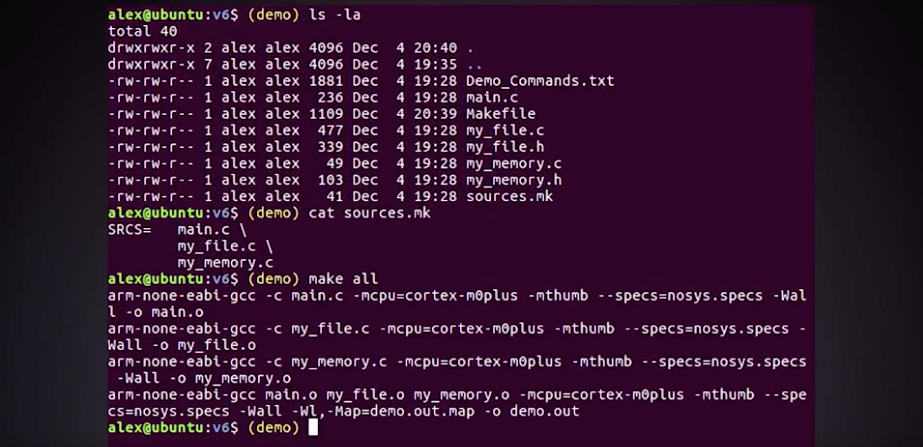 alex@ubuntu:v6$ (demo) ls -la
total 40
drwxrwxr-x 2 alex alex 4096 Dec  4 20:40 .
drwxrwxr-x 7 alex alex 4096 Dec  4 19:35 ..
-rw-rw-r-- 1 alex alex 1881 Dec  4 19:28 Demo_Commands.txt
-rw-rw-r-- 1 alex alex  236 Dec  4 19:28 main.c
-rw-rw-r-- 1 alex alex 1109 Dec  4 20:39 Makefile
-rw-rw-r-- 1 alex alex  477 Dec  4 19:28 my_file.c
-rw-rw-r-- 1 alex alex  339 Dec  4 19:28 my_file.h
-rw-rw-r-- 1 alex alex   49 Dec  4 19:28 my_memory.c
-rw-rw-r-- 1 alex alex  103 Dec  4 19:28 my_memory.h
-rw-rw-r-- 1 alex alex   41 Dec  4 19:28 sources.mk
alex@ubuntu:v6$ (demo) cat sources.mk
SRCS=   main.c \
        my_file.c \
        my_memory.c
alex@ubuntu:v6$ (demo) make all
arm-none-eabi-gcc -c main.c -mcpu=cortex-m0plus -mthumb --specs=nosys.specs -Wal
l -o main.o
arm-none-eabi-gcc -c my_file.c -mcpu=cortex-m0plus -mthumb --specs=nosys.specs -
Wall -o my_file.o
arm-none-eabi-gcc -c my_memory.c -mcpu=cortex-m0plus -mthumb --specs=nosys.specs
 -Wall -o my_memory.o
arm-none-eabi-gcc main.o my_file.o my_memory.o -mcpu=cortex-m0plus -mthumb --spe
cs=nosys.specs -Wall -Wl,-Map=demo.out.map -o demo.out
alex@ubuntu:v6$ (demo)